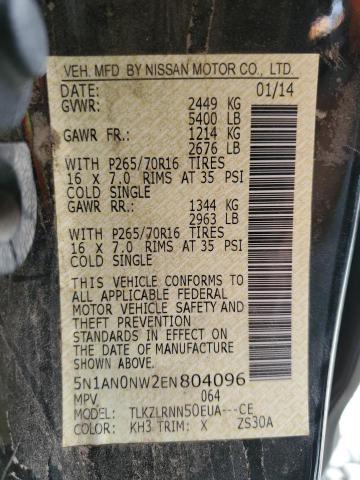 VEH. MFD BY NISSAN MOTOR CO., LTD.
DATE: 01/14
GVWR: 2449 KG
5400 LB
GAWR FR.: 1214 KG
2676 LB
WITH P265/70R16 TIRES
16 X 7.0 RIMS AT 35 PSI
COLD SINGLE
GAWR RR.: 1344 KG
2963 LB
WITH P265/70R16 TIRES
16 X 7.0 RIMS AT 35 PSI
COLD SINGLE
THIS VEHICLE CONFORMS TO
ALL APPLICABLE FEDERAL
MOTOR VEHICLE SAFETY
AND THEFT PREVENTION
STANDARDS IN EFFECT ON
THE DATE OF MANUFACTURE
SHOWN ABOVE.
5N1AN0NW2EN804096
MPV 064
MODEL: TLKZLRNN50EUA---CE
COLOR: KH3 TRIM: X ZS30A